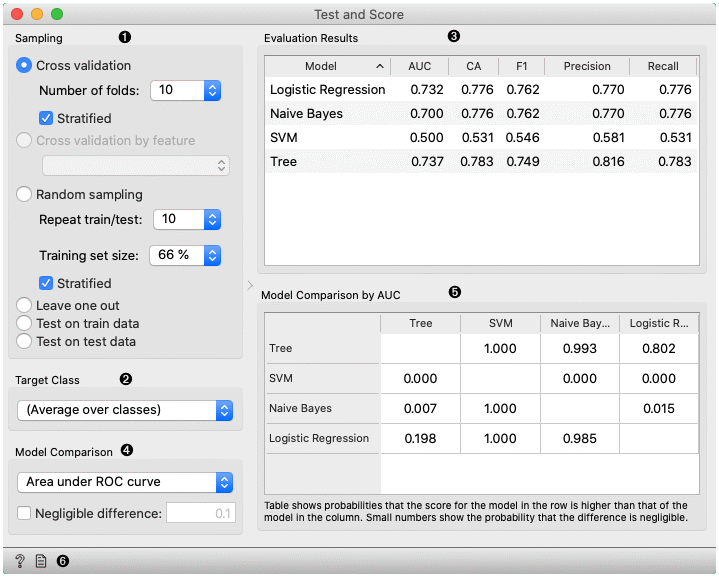 Test and Score
Sampling ❶
Cross validation
Number of folds: 10
Stratified
Cross validation by feature
Random sampling
Repeat train/test: 10
Training set size: 66 %
Stratified
Leave one out
Test on train data
Test on test data
Target Class ❷
(Average over classes)
Model Comparison ❹
Area under ROC curve
Negligible difference: 0.1
Evaluation Results ❸
Model AUC CA F1 Precision Recall
Logistic Regression 0.732 0.776 0.762 0.770 0.776
Naive Bayes 0.700 0.776 0.762 0.770 0.776
SVM 0.500 0.531 0.546 0.581 0.531
Tree 0.737 0.783 0.749 0.816 0.783
Model Comparison by AUC ❺
Tree SVM Naive Bay... Logistic R...
Tree 1.000 0.993 0.802
SVM 0.000 0.000 0.000
Naive Bayes 0.007 1.000 0.015
Logistic Regression 0.198 1.000 0.985
Table shows probabilities that the score for the model in the row is higher than that of the
model in the column. Small numbers show the probability that the difference is negligible.
? ❻